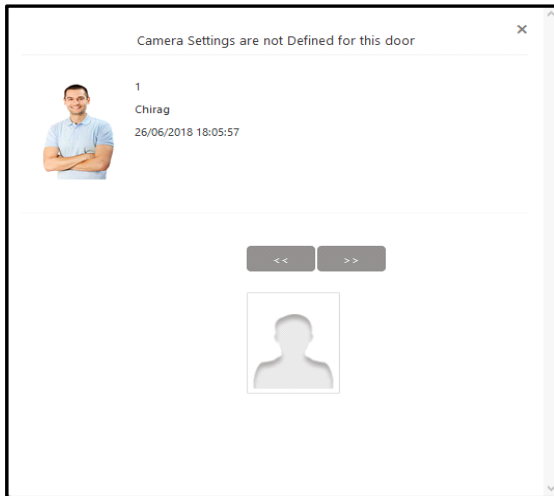 Camera Settings are not Defined for this door
×
1
Chirag
26/06/2018 18:05:57
<< >>